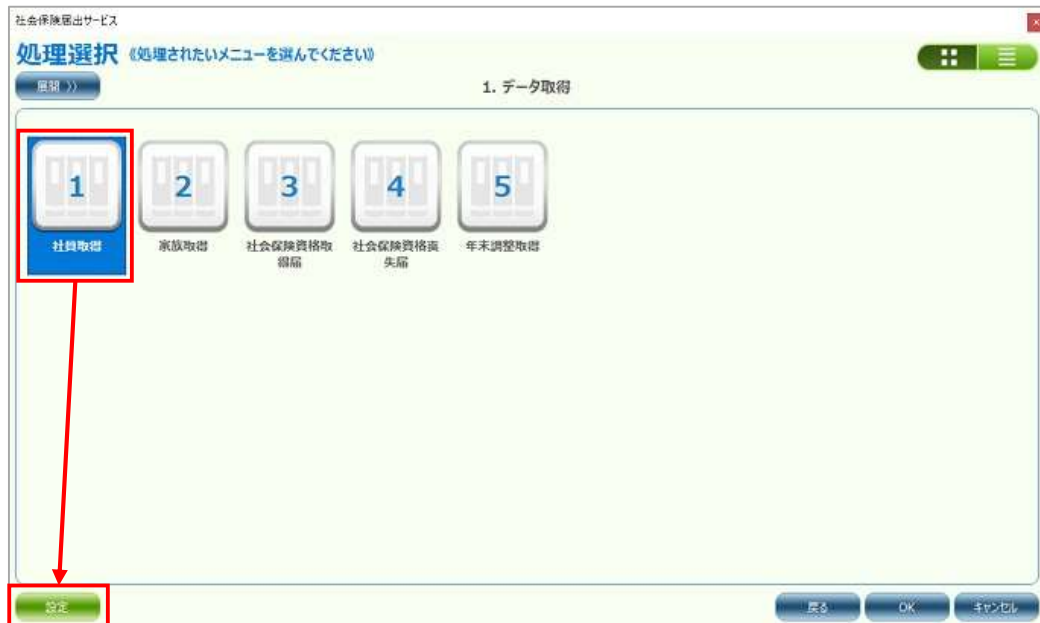 社会保険届出サービス
処理選択 《処理されたいメニューを選んでください》
展開 》
1. データ取得
1 2 3 4 5
社員取得 家族取得 社会保険資格取得届 社会保険資格喪失届 年末調整取得
設定 戻る OK キャンセル